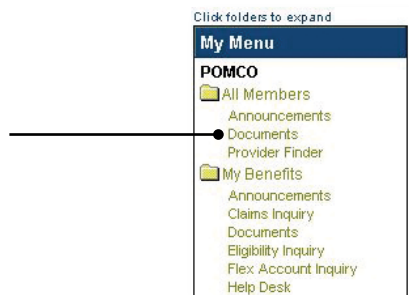 Click folders to expand
My Menu
POMCO
All Members
Announcements
Documents
Provider Finder
My Benefits
Announcements
Claims Inquiry
Documents
Eligibility Inquiry
Flex Account Inquiry
Help Desk